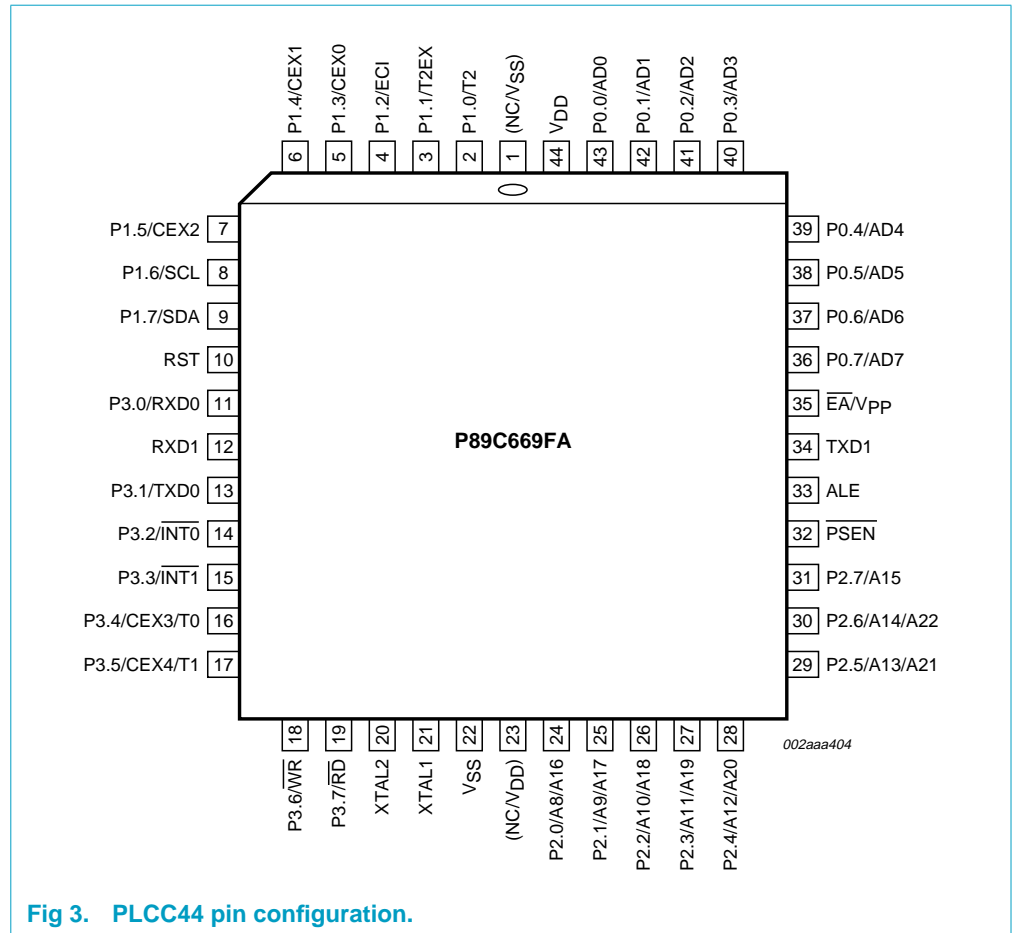 P1.4/CEX1
P1.3/CEX0
P1.2/ECI
P1.1/T2EX
P1.0/T2
(NC/VSS)
VDD
P0.0/AD0
P0.1/AD1
P0.2/AD2
P0.3/AD3
6
5
4
3
2
1
44
43
42
41
40
P1.5/CEX2 7
P1.6/SCL 8
P1.7/SDA 9
RST 10
P3.0/RXD0 11
RXD1 12
P3.1/TXD0 13
P3.2/INT0 14
P3.3/INT1 15
P3.4/CEX3/T0 16
P3.5/CEX4/T1 17
P89C669FA
39 P0.4/AD4
38 P0.5/AD5
37 P0.6/AD6
36 P0.7/AD7
35 EA/VPP
34 TXD1
33 ALE
32 PSEN
31 P2.7/A15
30 P2.6/A14/A22
29 P2.5/A13/A21
18
19
20
21
22
23
24
25
26
27
28
P3.6/WR
P3.7/RD
XTAL2
XTAL1
VSS
(NC/VDD)
P2.0/A8/A16
P2.1/A9/A17
P2.2/A10/A18
P2.3/A11/A19
P2.4/A12/A20
002aaa404
Fig 3. PLCC44 pin configuration.